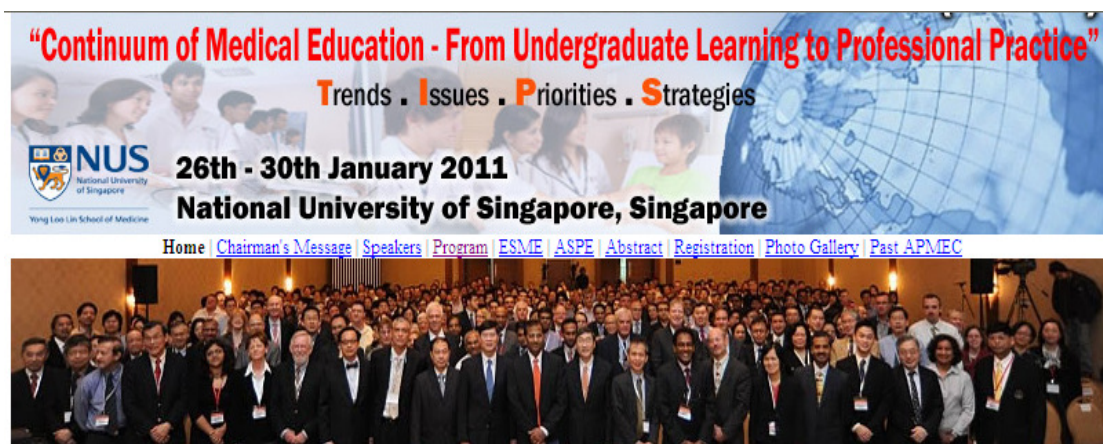 “Continuum of Medical Education - From Undergraduate Learning to Professional Practice”
Trends . Issues . Priorities . Strategies
NUS
National University
of Singapore
Yong Loo Lin School of Medicine
26th - 30th January 2011
National University of Singapore, Singapore
Home | Chairman's Message | Speakers | Program | ESME | ASPE | Abstract | Registration | Photo Gallery | Past APMEC